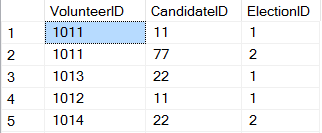 VolunteerID CandidateID ElectionID
1 1011 11 1
2 1011 77 2
3 1013 22 1
4 1012 11 1
5 1014 22 2